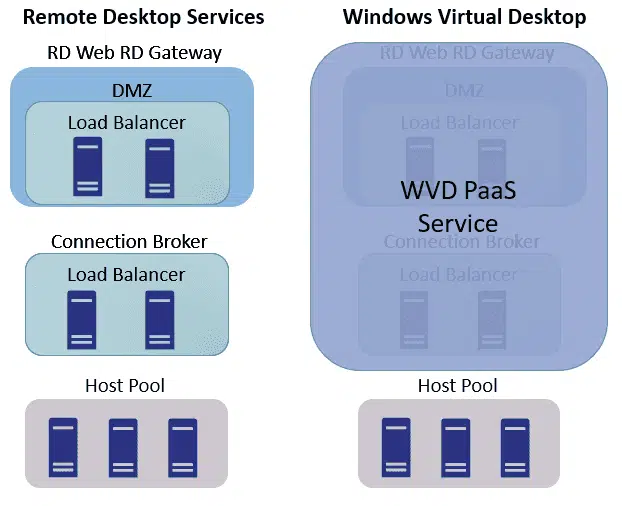 Remote Desktop Services
RD Web RD Gateway
DMZ
Load Balancer
Connection Broker
Load Balancer
Host Pool
Windows Virtual Desktop
RD Web RD Gateway
DMZ
Load Balancer
WVD PaaS
Service
Connection Broker
Load Balancer
Host Pool